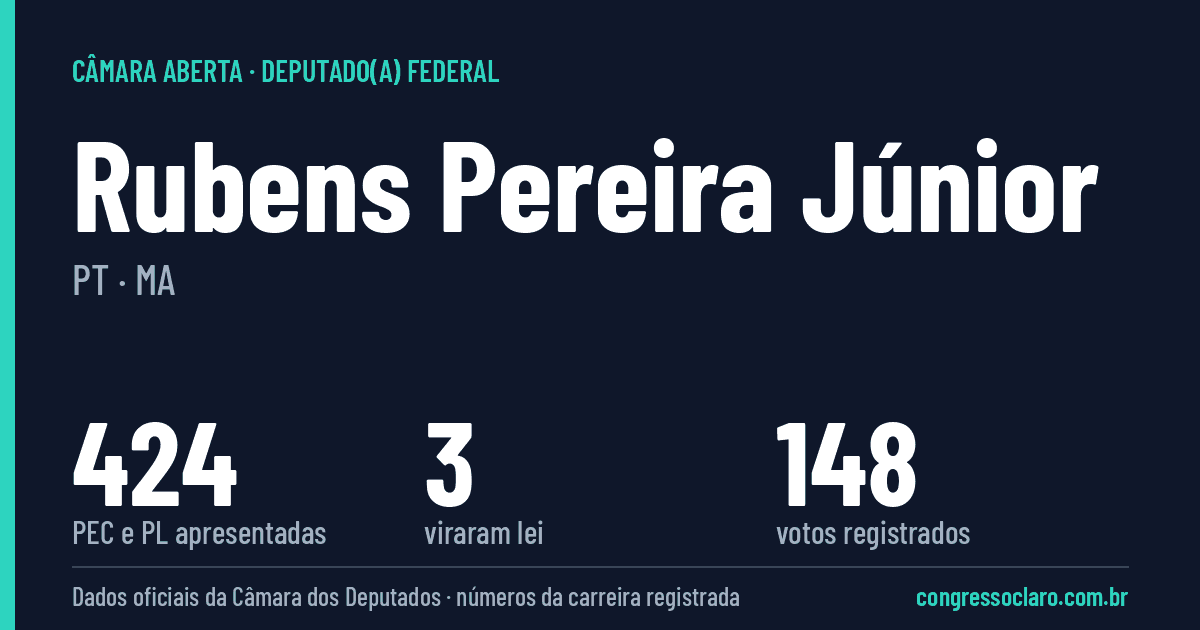 CÂMARA ABERTA · DEPUTADO(A) FEDERAL
Rubens Pereira Júnior
PT · MA
424 3 148
PEC e PL apresentadas viraram lei votos registrados
Dados oficiais da Câmara dos Deputados · números da carreira registrada congressoclaro.com.br